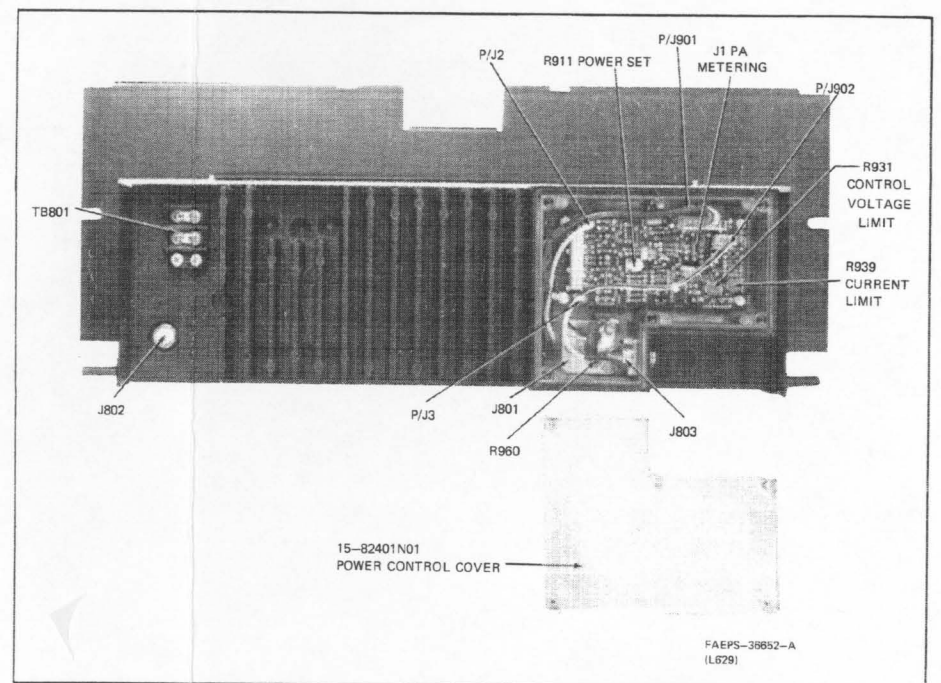 P/J901
P/J2
J1 PA
METERING
R911 POWER SET
P/J902
R931
CONTROL
VOLTAGE
LIMIT
TB801
R939
CURRENT
LIMIT
J802
P/J3
J801
J803
R960
15-82401N01
POWER CONTROL COVER
FAEPS-36652-A
(L629)